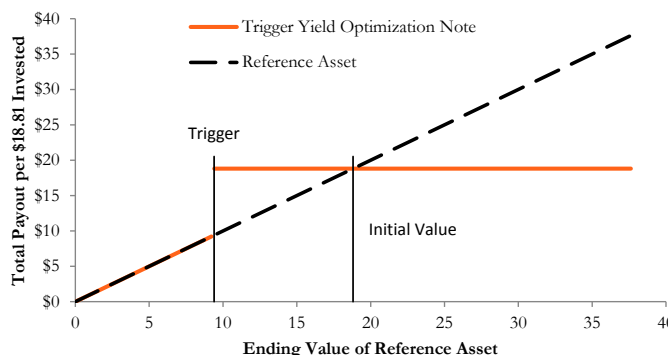 Trigger Yield Optimization Note
Reference Asset
$40
$35
$30
$25
$20
$15
$10
$5
$0
Total Payout per $18.81 Invested
Trigger
Initial Value
0 5 10 15 20 25 30 35 40
Ending Value of Reference Asset